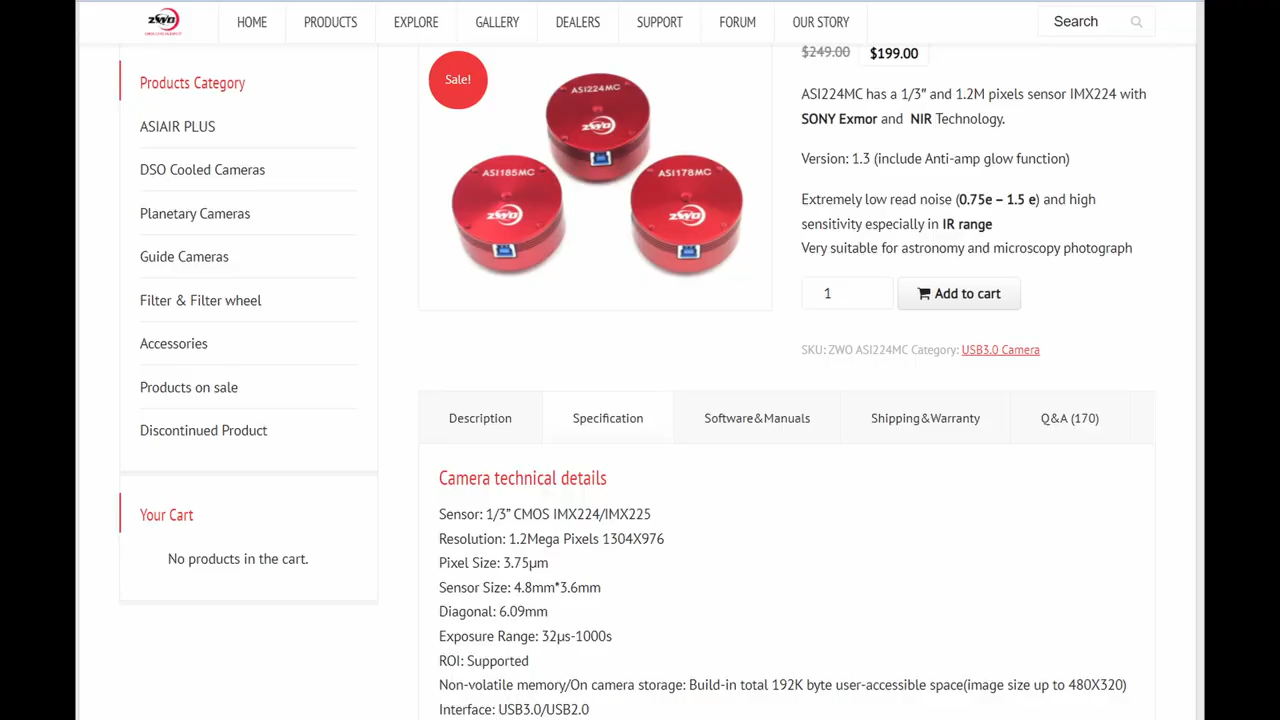 ZWO
HOME
PRODUCTS
EXPLORE
GALLERY
DEALERS
SUPPORT
FORUM
OUR STORY
Search
Products Category
ASIAIR PLUS
DSO Cooled Cameras
Planetary Cameras
Guide Cameras
Filter & Filter wheel
Accessories
Products on sale
Discontinued Product
Your Cart
No products in the cart.
Sale!
ASI224MC
ZWO
ASI185MC
ZWO
ASI178MC
ZWO
$249.00 $199.00
ASI224MC has a 1/3″ and 1.2M pixels sensor IMX224 with
SONY Exmor and NIR Technology.
Version: 1.3 (include Anti-amp glow function)
Extremely low read noise (0.75e – 1.5 e) and high
sensitivity especially in IR range
Very suitable for astronomy and microscopy photograph
1
Add to cart
SKU: ZWO ASI224MC Category: USB3.0 Camera
Description
Specification
Software&Manuals
Shipping&Warranty
Q&A (170)
Camera technical details
Sensor: 1/3” CMOS IMX224/IMX225
Resolution: 1.2Mega Pixels 1304X976
Pixel Size: 3.75µm
Sensor Size: 4.8mm*3.6mm
Diagonal: 6.09mm
Exposure Range: 32µs-1000s
ROI: Supported
Non-volatile memory/On camera storage: Build-in total 192K byte user-accessible space(image size up to 480X320)
Interface: USB3.0/USB2.0